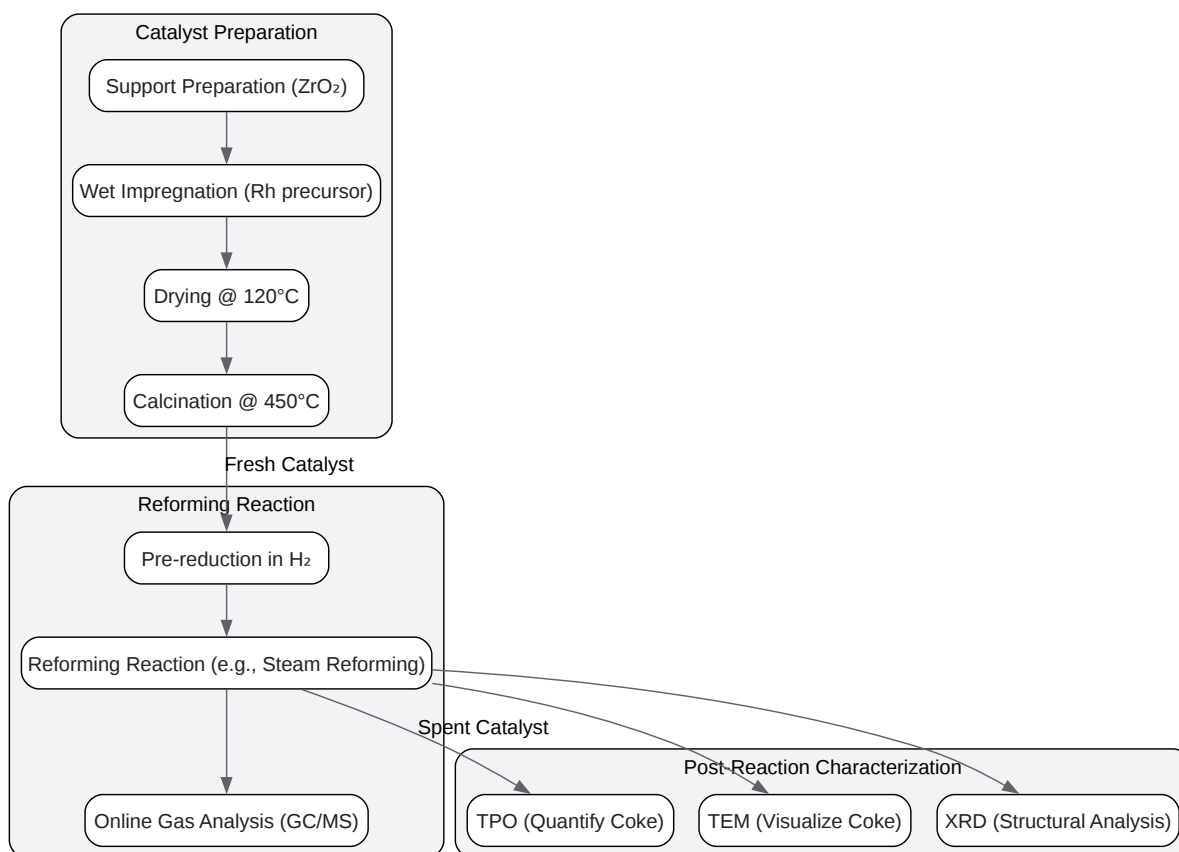 Catalyst Preparation
Support Preparation (ZrO₂)
Wet Impregnation (Rh precursor)
Drying @ 120°C
Calcination @ 450°C
Fresh Catalyst
Reforming Reaction
Pre-reduction in H₂
Reforming Reaction (e.g., Steam Reforming)
Spent Catalyst
Post-Reaction Characterization
Online Gas Analysis (GC/MS)
TPO (Quantify Coke)
TEM (Visualize Coke)
XRD (Structural Analysis)